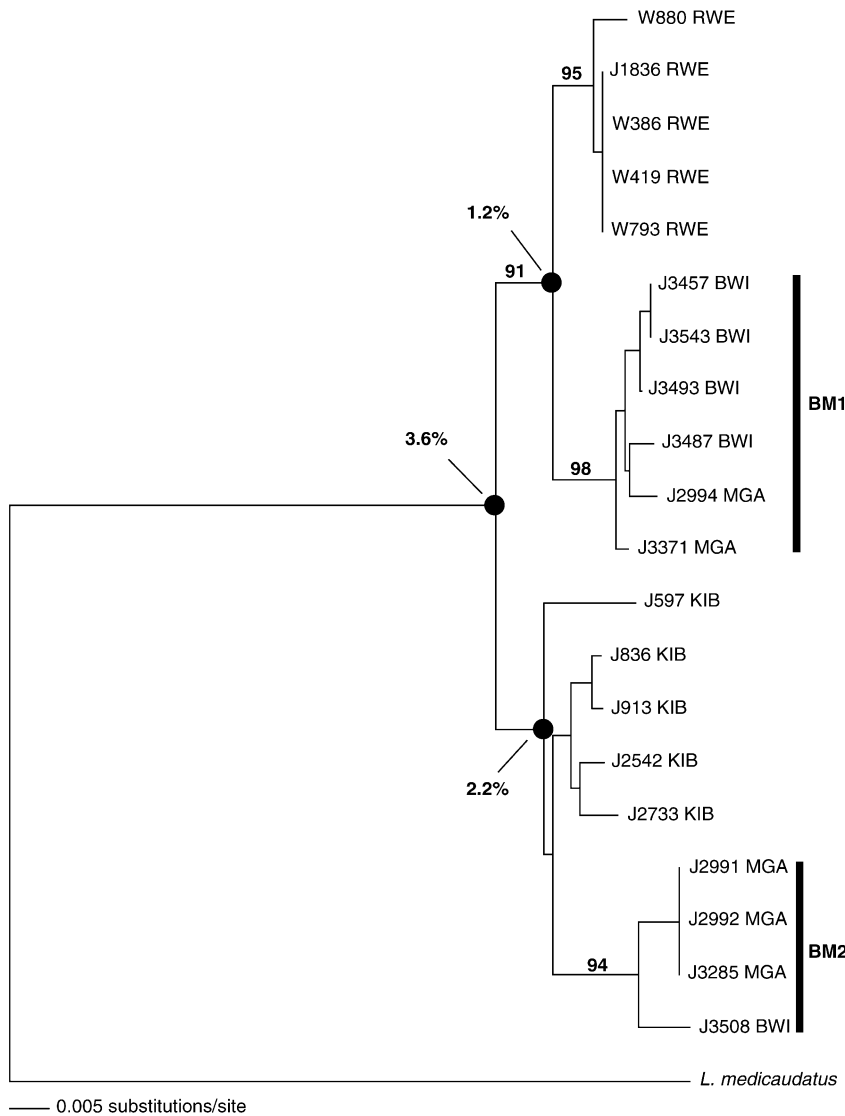 W880 RWE
95
J1836 RWE
W386 RWE
W419 RWE
1.2%
W793 RWE
91
J3457 BWI
J3543 BWI
J3493 BWI
BM1
3.6%
J3487 BWI
98
J2994 MGA
J3371 MGA
J597 KIB
J836 KIB
J913 KIB
J2542 KIB
2.2%
J2733 KIB
J2991 MGA
J2992 MGA
BM2
94
J3285 MGA
J3508 BWI
L. medicaudatus
0.005 substitutions/site